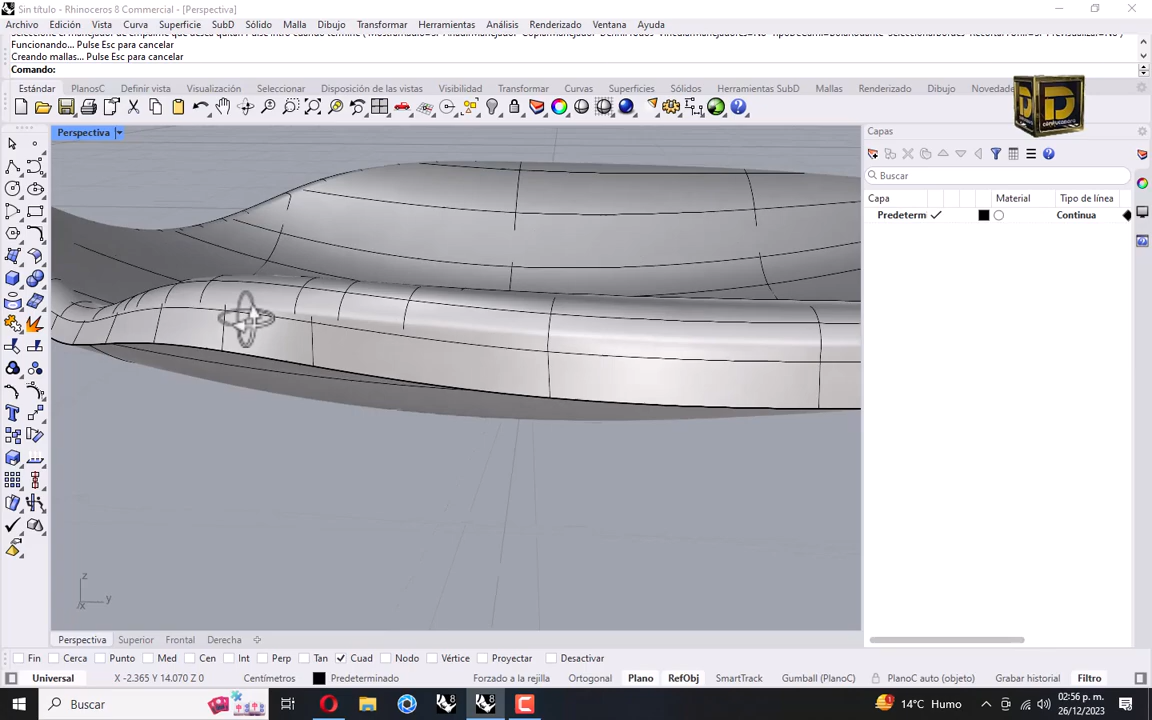 Sin título - Rhinoceros 8 Commercial - [Perspectiva]
Archivo Edición Vista Curva Superficie SubD Sólido Malla Dibujo Transformar Herramientas Análisis Renderizado Ventana Ayuda
Funcionando... Pulse Esc para cancelar
Creando mallas... Pulse Esc para cancelar
Comando:
Estándar PlanosC Definir vista Visualización Seleccionar Disposición de las vistas Visibilidad Transformar Curvas Superficies Sólidos Herramientas SubD Mallas Renderizado Dibujo Novedade
Perspectiva
Capas
Buscar
Capa Material Tipo de línea
Predeterm Continua
z
y
x
Perspectiva Superior Frontal Derecha
Fin Cerca Punto Med Cen Int Perp Tan Cuad Nodo Vértice Proyectar Desactivar
Universal X -2.365 Y 14.070 Z 0 Centímetros Predeterminado Forzado a la rejilla Ortogonal Plano RefObj SmartTrack Gumball (PlanoC) PlanoC auto (objeto) Grabar historial Filtro
Buscar 14°C Humo 02:56 p. m.
26/12/2023